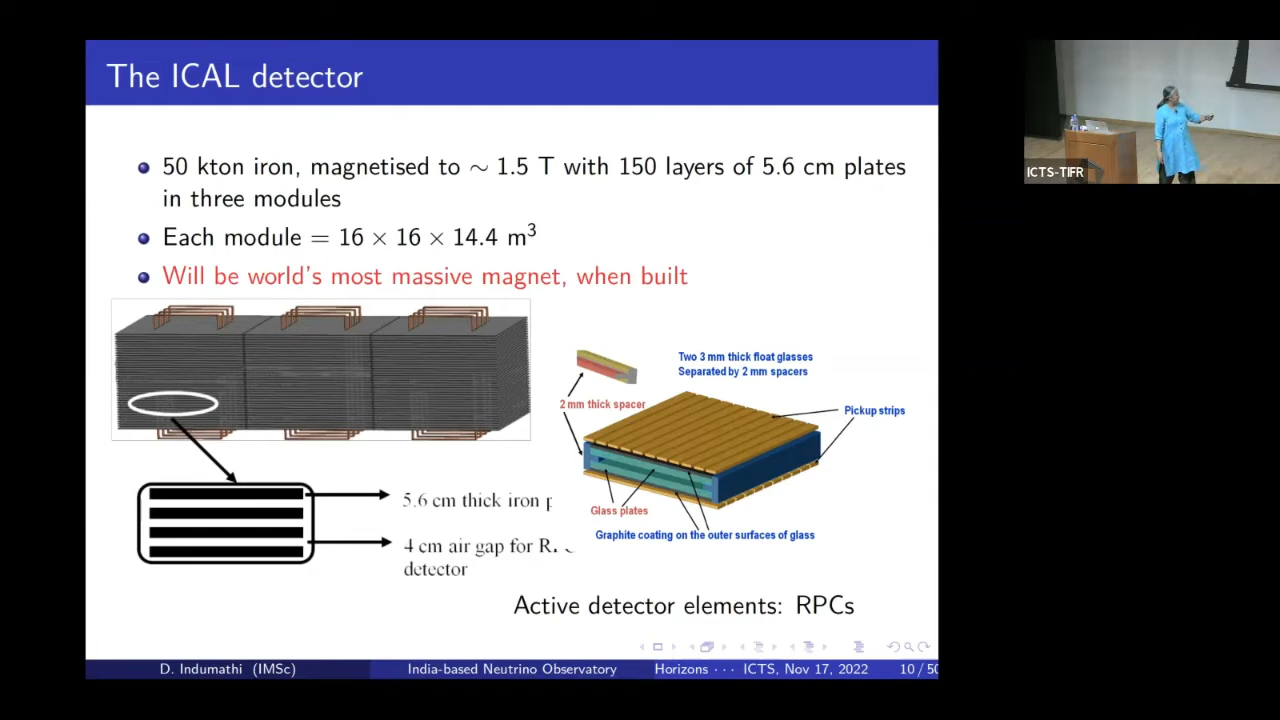 The ICAL detector
50 kton iron, magnetised to ∼ 1.5 T with 150 layers of 5.6 cm plates
in three modules
Each module = 16 × 16 × 14.4 m³
Will be world's most massive magnet, when built
Two 3 mm thick float glasses
Separated by 2 mm spacers
2 mm thick spacer
Pickup strips
Glass plates
Graphite coating on the outer surfaces of glass
5.6 cm thick iron
4 cm air gap for
detector
Active detector elements: RPCs
D. Indumathi (IMSc) India-based Neutrino Observatory Horizons · · · ICTS, Nov 17, 2022 10 / 50
ICTS-TIFR